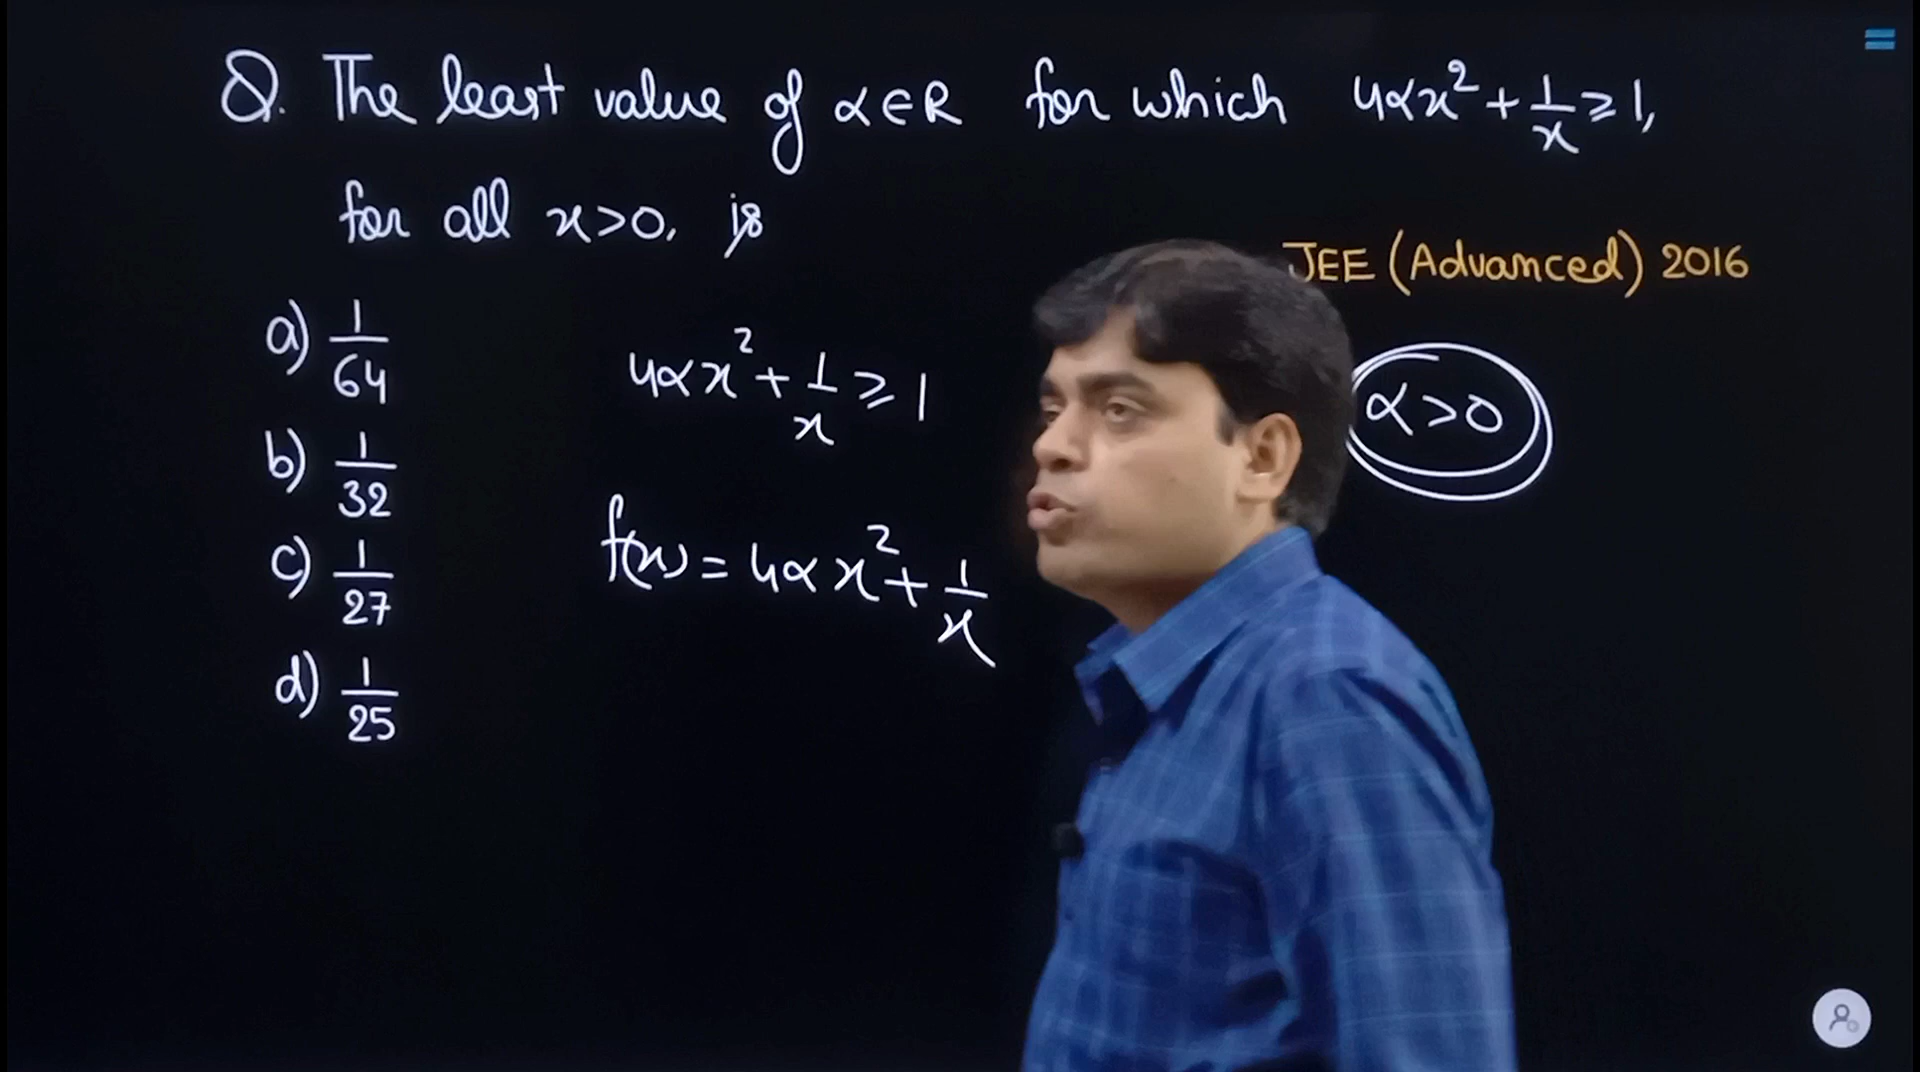 Q. The least value of α∈R for which 4αx² + 1/x ≥ 1,
for all x>0, is
JEE (Advanced) 2016
a) 1/64
b) 1/32
c) 1/27
d) 1/25
4αx² + 1/x ≥ 1
α>0
f(x) = 4αx² + 1/x